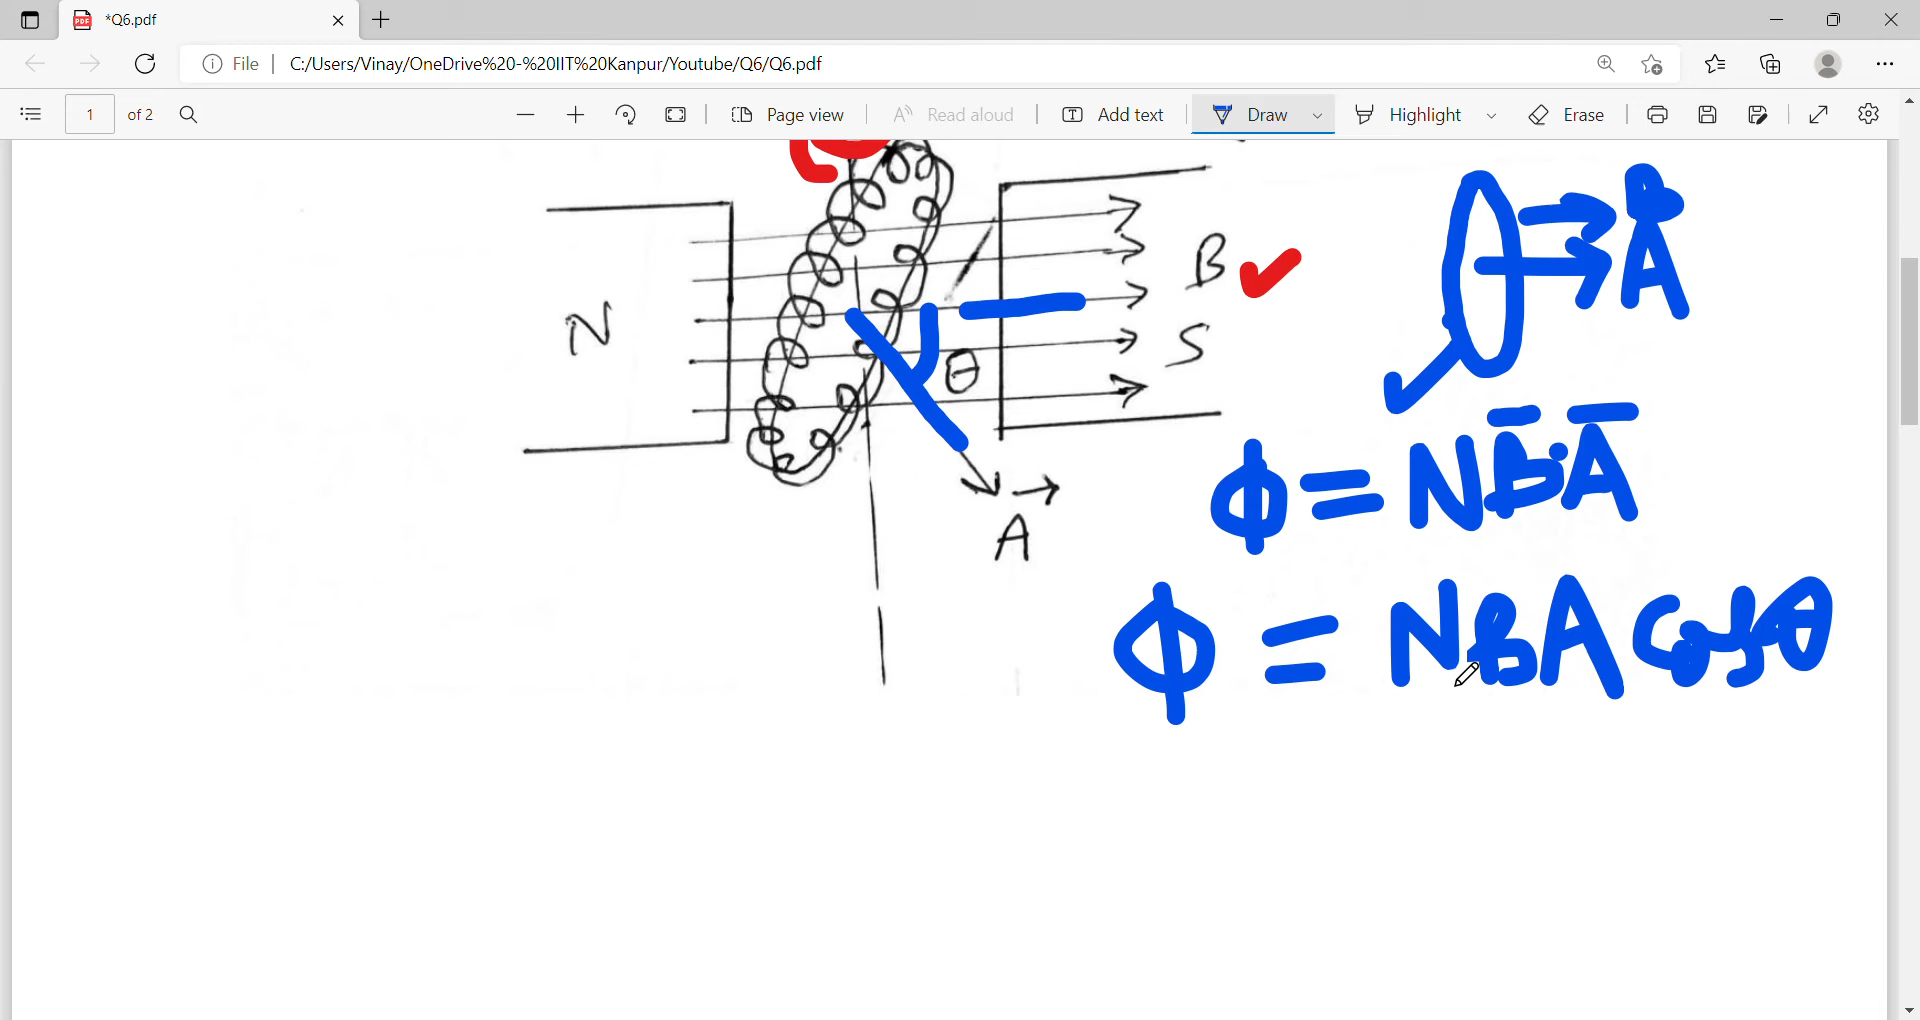 *Q6.pdf
File C:/Users/Vinay/OneDrive%20-%20IIT%20Kanpur/Youtube/Q6/Q6.pdf
1 of 2 Page view Read aloud Add text Draw Highlight Erase
B
A
B
N
S
θ
ϕ = N B̅ . A̅
A
ϕ = NBA Cosθ